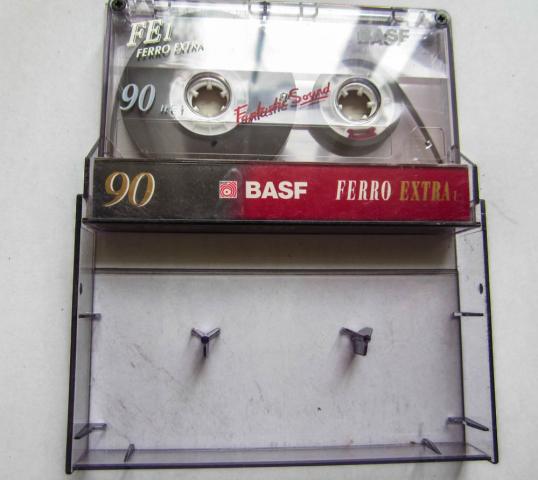 FE I
FERRO EXTRA
BASF
90
Fantastic Sound
90 BASF FERRO EXTRA I